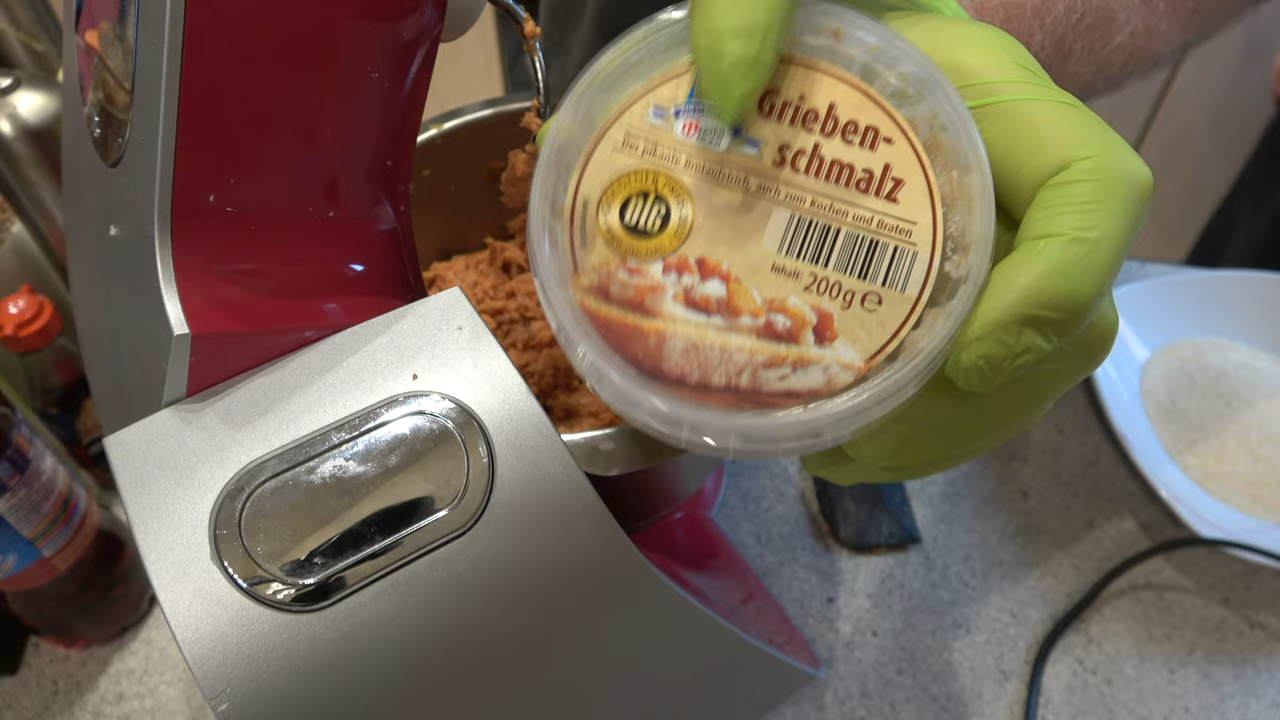 Grieben-
schmalz
Der pikante Brotaufstrich, auch zum Kochen und Braten
DLG
Inhalt: 200g e